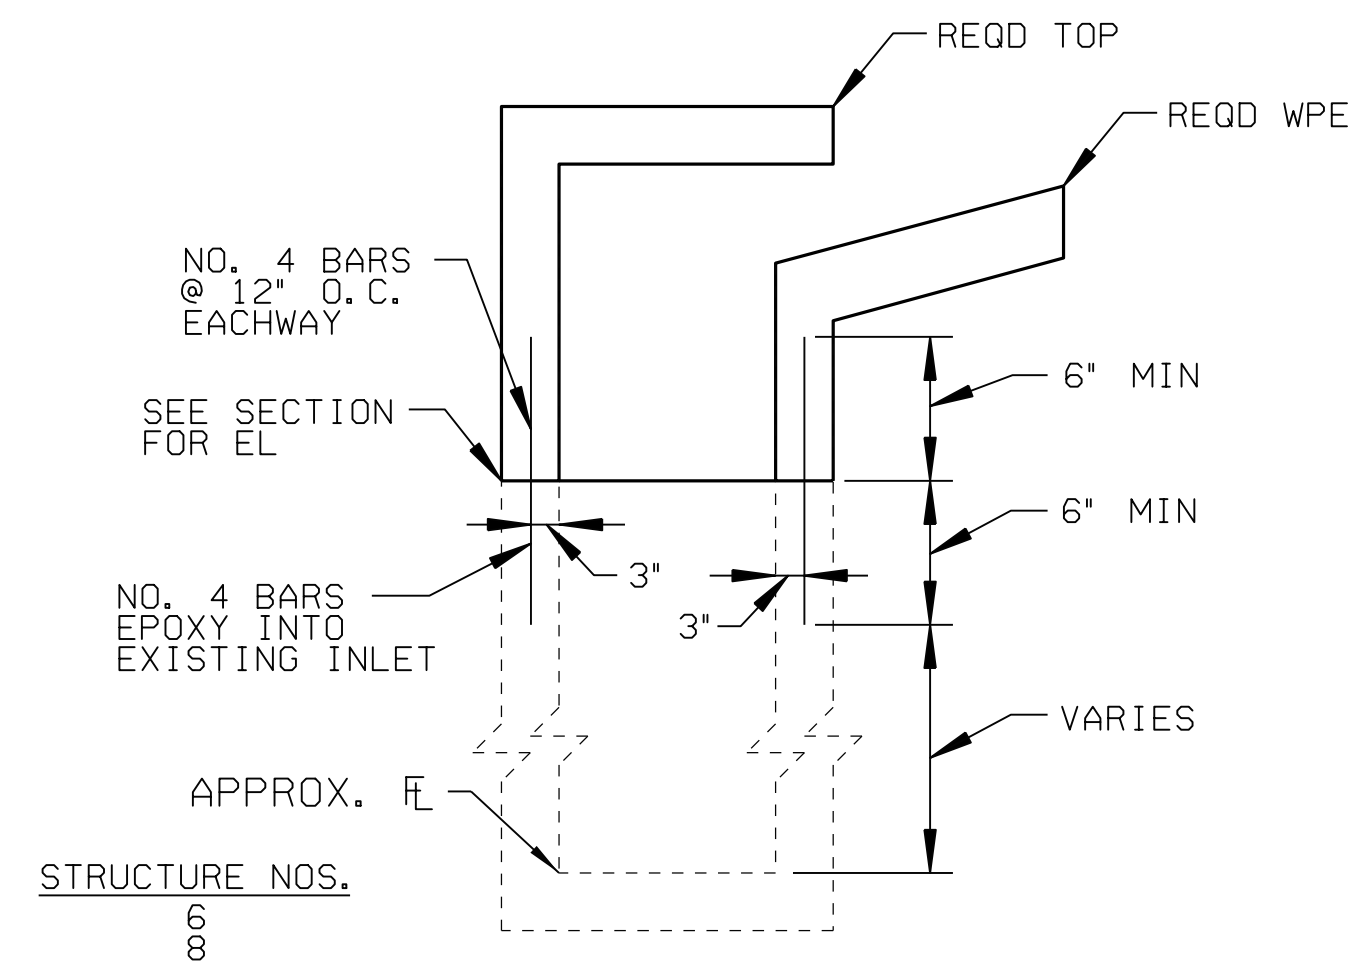 REQD TOP
REQD WPE
NO. 4 BARS
@ 12" O.C.
EACHWAY
6" MIN
SEE SECTION
FOR EL
6" MIN
3"
NO. 4 BARS
EPOXY INTO
EXISTING INLET
3"
VARIES
APPROX. FL
STRUCTURE NOS.
6
8